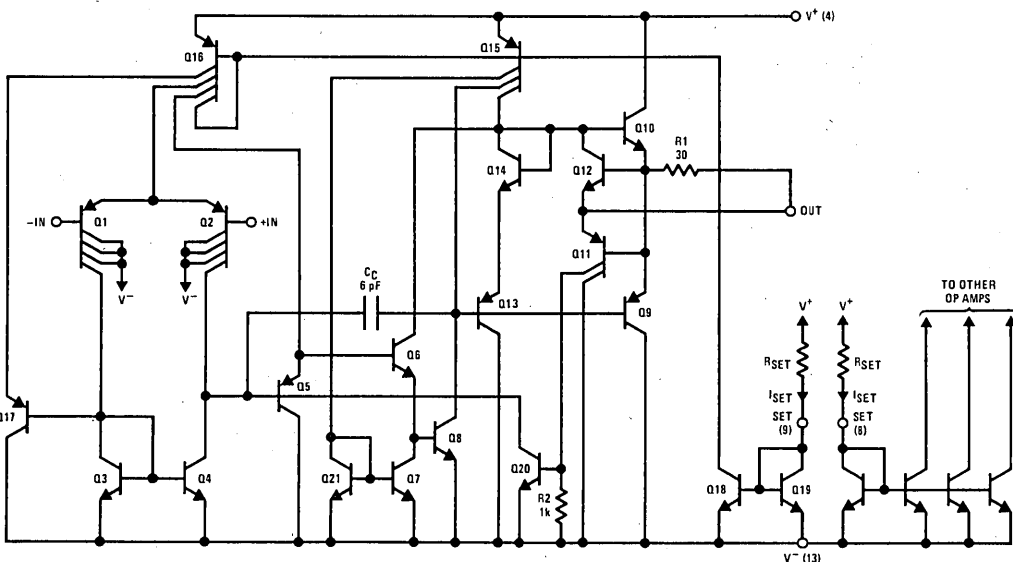 V+ (4)
Q16
Q15
Q10
R1
30
Q14
Q12
-IN
Q1
Q2
+IN
OUT
Q11
V-
V-
CC
6 pF
Q13
Q9
TO OTHER
OP AMPS
V+
V+
Q6
Q5
RSET
RSET
ISET
ISET
SET
(9)
SET
(8)
Q17
Q8
Q3
Q4
Q21
Q7
Q20
R2
1k
Q18
Q19
V- (13)